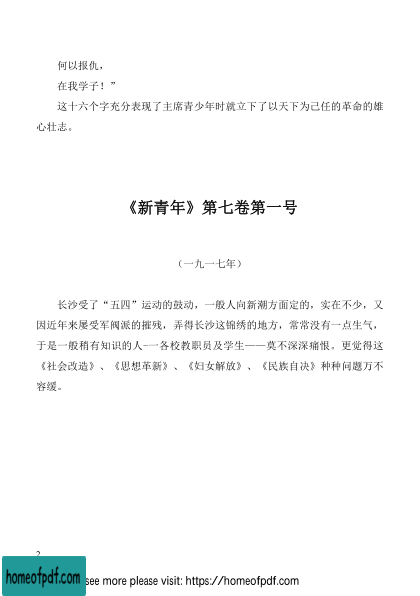 何以报仇，
在我学子！”
这十六个字充分表现了主席青少年时就立下了以天下为己任的革命的雄
心壮志。
《新青年》第七卷第一号
（一九一七年）
长沙受了“五四”运动的鼓动，一般人向新潮方面定的，实在不少，又
因近年来屡受军阀派的摧残，弄得长沙这锦绣的地方，常常没有一点生气，
于是一般稍有知识的人-一各校教职员及学生——莫不深深痛恨。更觉得这
《社会改造》、《思想革新》、《妇女解放》、《民族自决》种种问题万不
容缓。
2
homeofpdf.com
see more please visit: https://homeofpdf.com